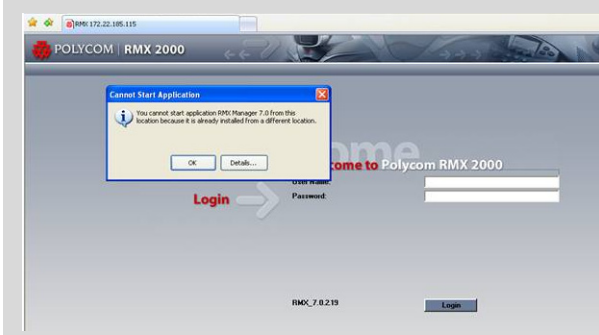 RMX 172.22.185.115
POLYCOM | RMX 2000
Cannot Start Application
You cannot start application RMX Manager 7.0 from this
location because it is already installed from a different location.
OK
Details...
come to Polycom RMX 2000
User Name:
Login
Password:
RMX_7.0.2.19
Login